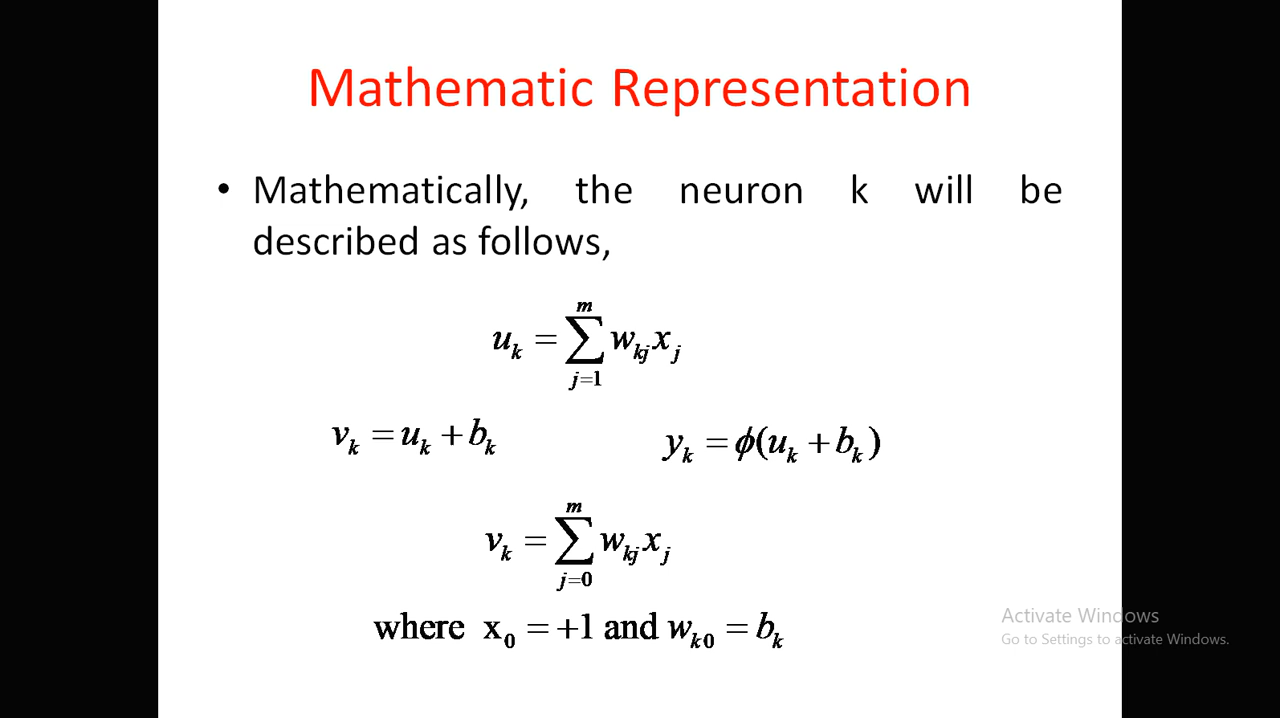 Mathematic Representation
• Mathematically, the neuron k will be
described as follows,
u_k = \sum_{j=1}^{m} w_{kj} x_j
v_k = u_k + b_k    y_k = ϕ(u_k + b_k)
v_k = \sum_{j=0}^{m} w_{kj} x_j
where x_0 = +1 and w_{k0} = b_k
Activate Windows
Go to Settings to activate Windows.